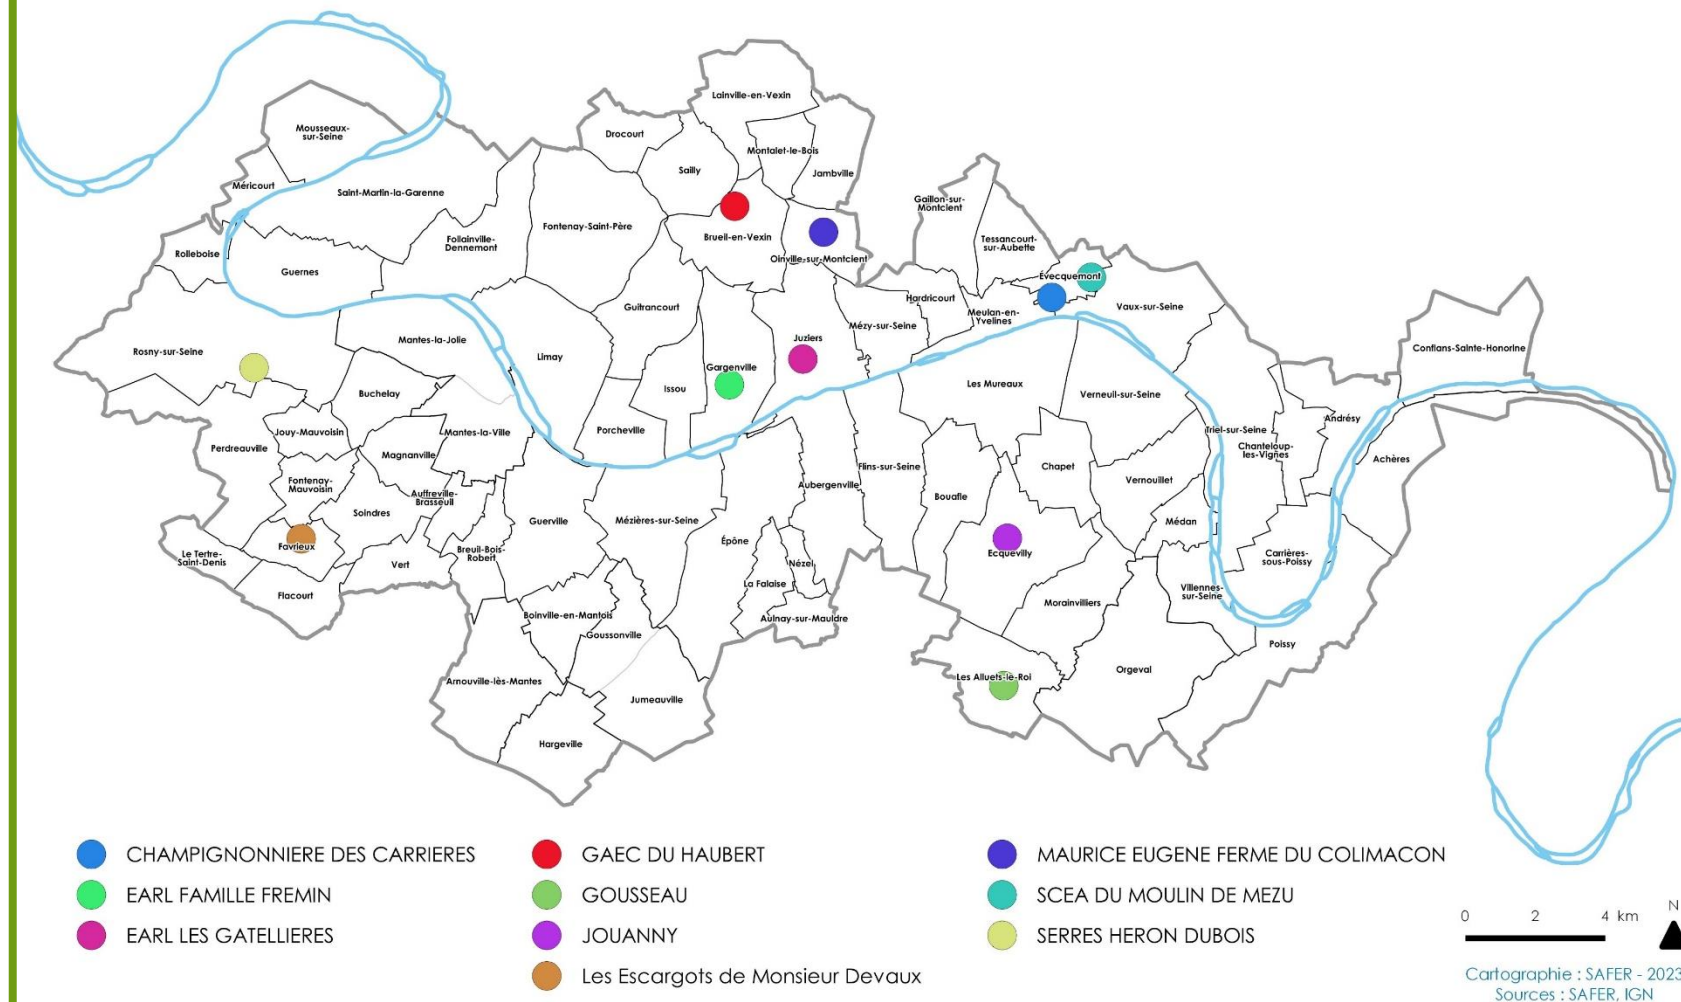 Lainville-en-Vexin
Mousseaux-
sur-Seine
Drocourt
Montalet-le-Bois
Sailly
Jambville
Méricourt
Saint-Martin-la-Garenne
Gaillon-sur-
Montcient
Fontenay-Saint-Père
Follainville-
Dennemont
Brueil-en-Vexin
Tessancourt-
sur-Aubette
Rolleboise
Oinville-sur-Montcient
Guernes
Évecquemont
Hardricourt
Guitrancourt
Vaux-sur-Seine
Meulan-en-
Yvelines
Mézy-sur-Seine
Mantes-la-Jolie
Juziers
Rosny-sur-Seine
Limay
Conflans-Sainte-Honorine
Gargenville
Issou
Les Mureaux
Buchelay
Verneuil-sur-Seine
Andrésy
Jouy-Mauvoisin
Mantes-la-Ville
Porcheville
Triel-sur-Seine
Perdreauville
Chanteloup-
les-Vignes
Magnanville
Achères
Flins-sur-Seine
Chapet
Fontenay-
Mauvoisin
Aubergenville
Vernouillet
Auffreville-
Brasseuil
Bouafle
Soindres
Guerville
Mézières-sur-Seine
Médan
Épône
Favrieux
Ecquevilly
Le Tertre-
Saint-Denis
Breuil-Bois-
Robert
Carrières-
sous-Poissy
Vert
Nézel
La Falaise
Villennes-
sur-Seine
Flacourt
Morainvilliers
Boinville-en-Mantois
Aulnay-sur-Mauldre
Goussonville
Poissy
Orgeval
Les Alluets-le-Roi
Arnouville-lès-Mantes
Jumeauville
Hargeville
CHAMPIGNONNIERE DES CARRIERES
EARL FAMILLE FREMIN
EARL LES GATELLIERES
GAEC DU HAUBERT
GOUSSEAU
JOUANNY
Les Escargots de Monsieur Devaux
MAURICE EUGENE FERME DU COLIMACON
SCEA DU MOULIN DE MEZU
SERRES HERON DUBOIS
0 2 4 km
N
Cartographie : SAFER - 2023
Sources : SAFER, IGN